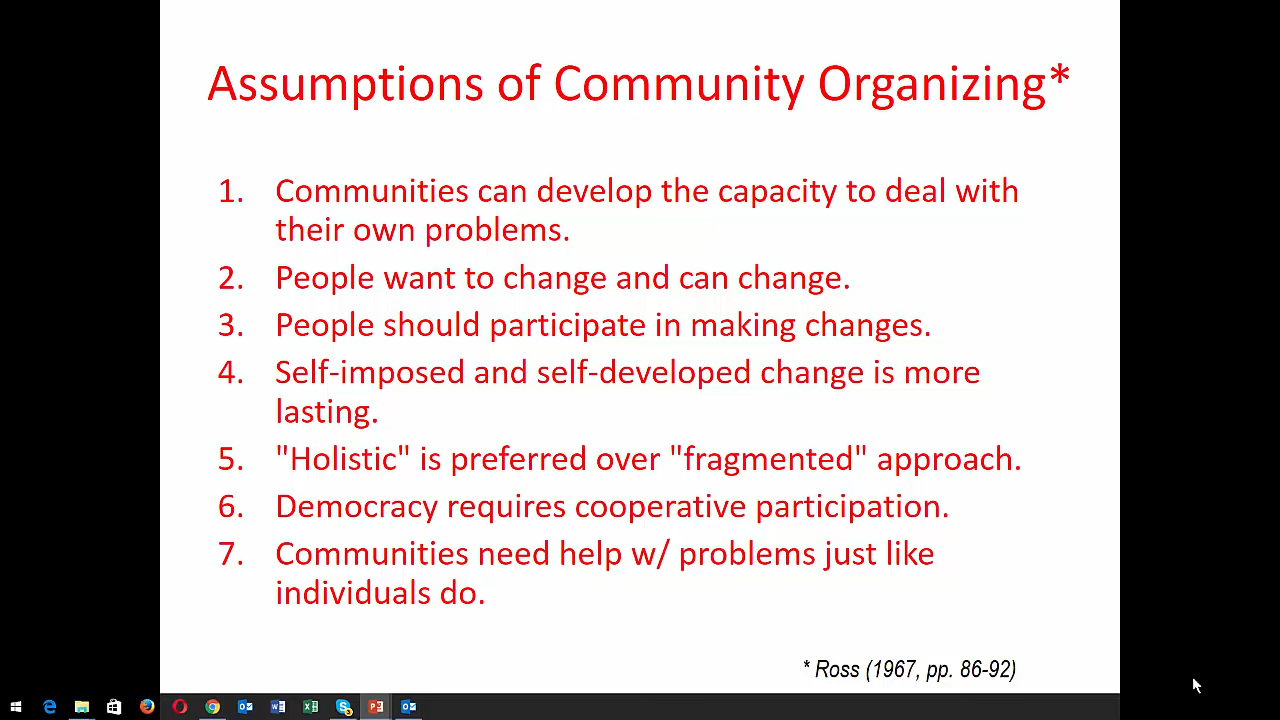 Assumptions of Community Organizing*
1. Communities can develop the capacity to deal with
their own problems.
2. People want to change and can change.
3. People should participate in making changes.
4. Self-imposed and self-developed change is more
lasting.
5. "Holistic" is preferred over "fragmented" approach.
6. Democracy requires cooperative participation.
7. Communities need help w/ problems just like
individuals do.
* Ross (1967, pp. 86-92)